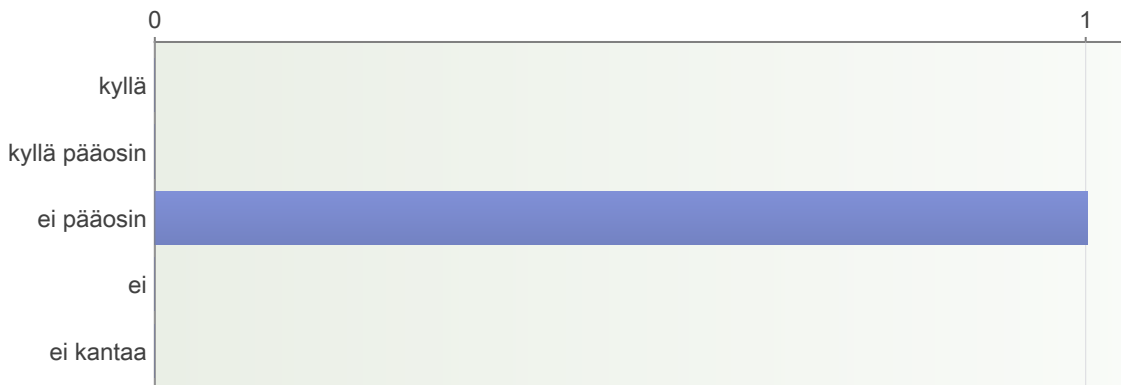 0 1
kyllä
kyllä pääosin
ei pääosin
ei
ei kantaa